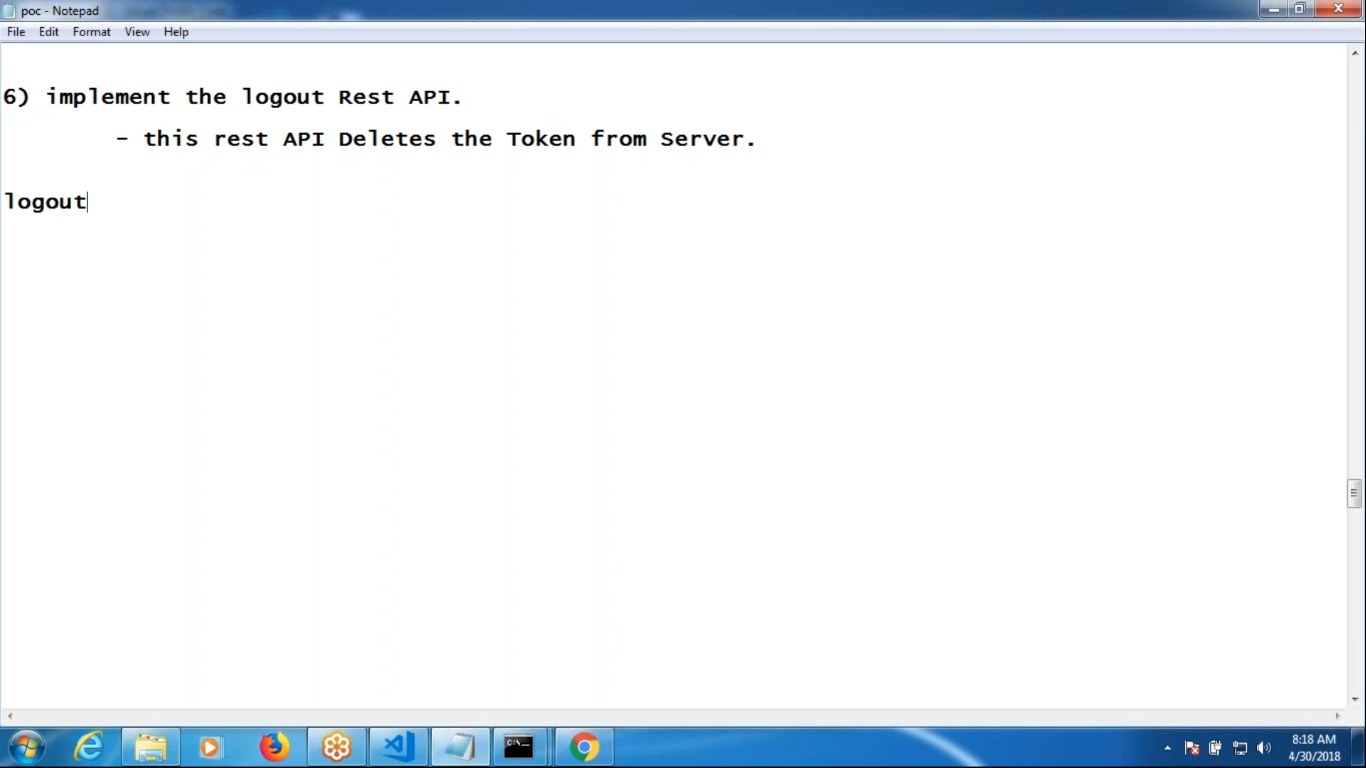 poc - Notepad
File Edit Format View Help
6) implement the logout Rest API.
- this rest API Deletes the Token from Server.
logout
8:18 AM
4/30/2018